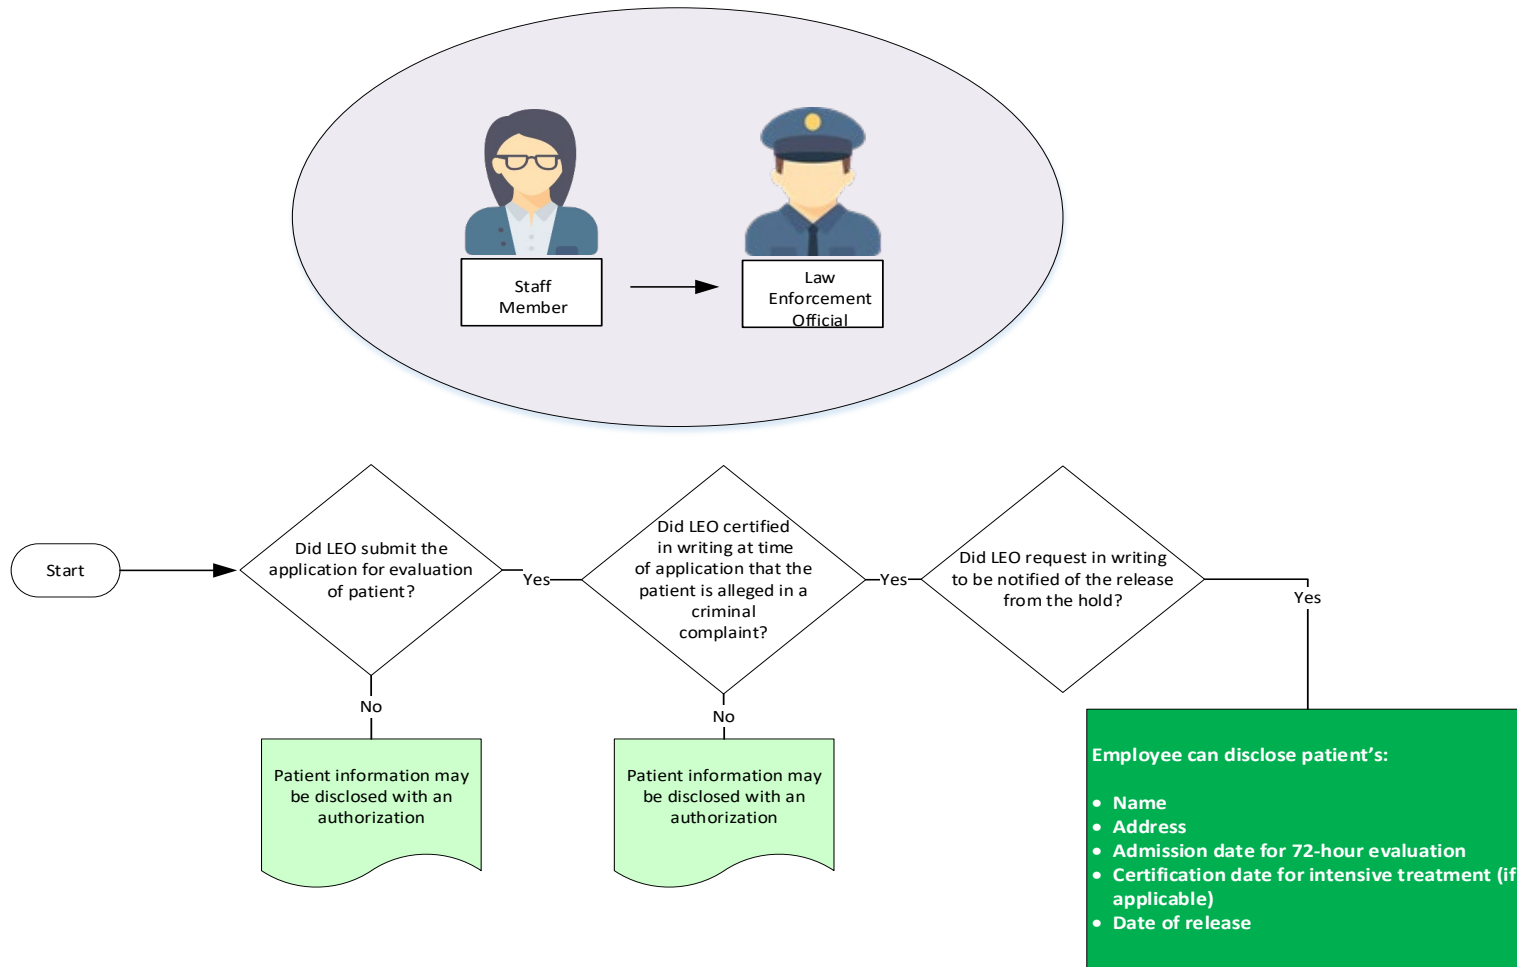 Staff
Member
Law
Enforcement
Official
Start
Did LEO submit the
application for evaluation
of patient?
Yes
No
Patient information may
be disclosed with an
authorization
Did LEO certified
in writing at time
of application that the
patient is alleged in a
criminal
complaint?
Yes
No
Patient information may
be disclosed with an
authorization
Did LEO request in writing
to be notified of the release
from the hold?
Yes
Employee can disclose patient’s:
• Name
• Address
• Admission date for 72-hour evaluation
• Certification date for intensive treatment (if
applicable)
• Date of release